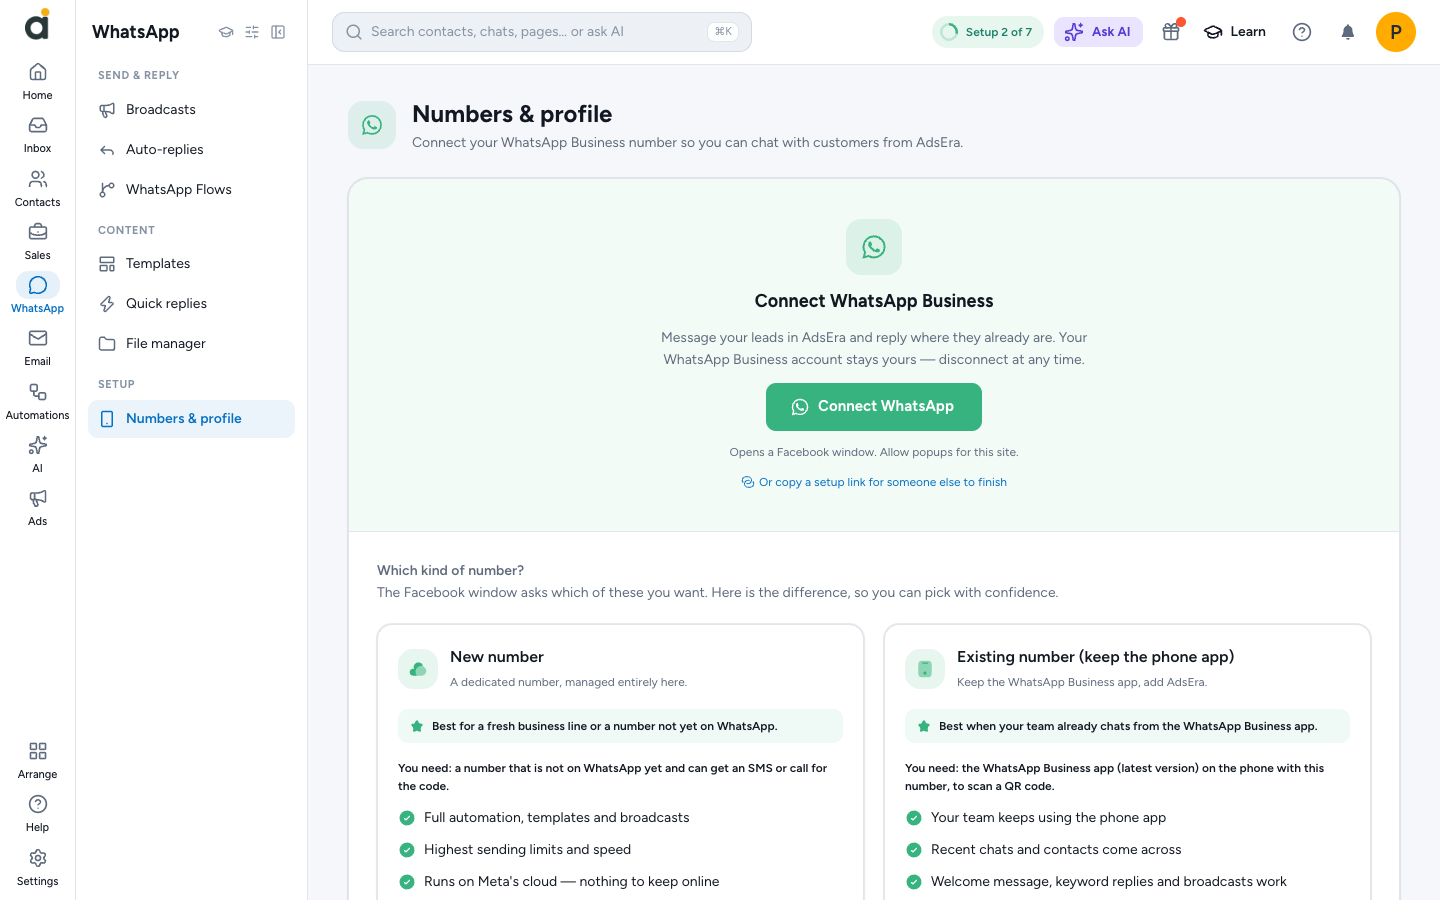 WhatsApp
Search contacts, chats, pages... or ask AI
⌘K
Setup 2 of 7
Ask AI
Learn
P
Home
Inbox
Contacts
Sales
WhatsApp
Email
Automations
AI
Ads
Arrange
Help
Settings
SEND & REPLY
Broadcasts
Auto-replies
WhatsApp Flows
CONTENT
Templates
Quick replies
File manager
SETUP
Numbers & profile
Numbers & profile
Connect your WhatsApp Business number so you can chat with customers from AdsEra.
Connect WhatsApp Business
Message your leads in AdsEra and reply where they already are. Your
WhatsApp Business account stays yours — disconnect at any time.
Connect WhatsApp
Opens a Facebook window. Allow popups for this site.
Or copy a setup link for someone else to finish
Which kind of number?
The Facebook window asks which of these you want. Here is the difference, so you can pick with confidence.
New number
A dedicated number, managed entirely here.
Best for a fresh business line or a number not yet on WhatsApp.
You need: a number that is not on WhatsApp yet and can get an SMS or call for
the code.
Full automation, templates and broadcasts
Highest sending limits and speed
Runs on Meta's cloud — nothing to keep online
Existing number (keep the phone app)
Keep the WhatsApp Business app, add AdsEra.
Best when your team already chats from the WhatsApp Business app.
You need: the WhatsApp Business app (latest version) on the phone with this
number, to scan a QR code.
Your team keeps using the phone app
Recent chats and contacts come across
Welcome message, keyword replies and broadcasts work